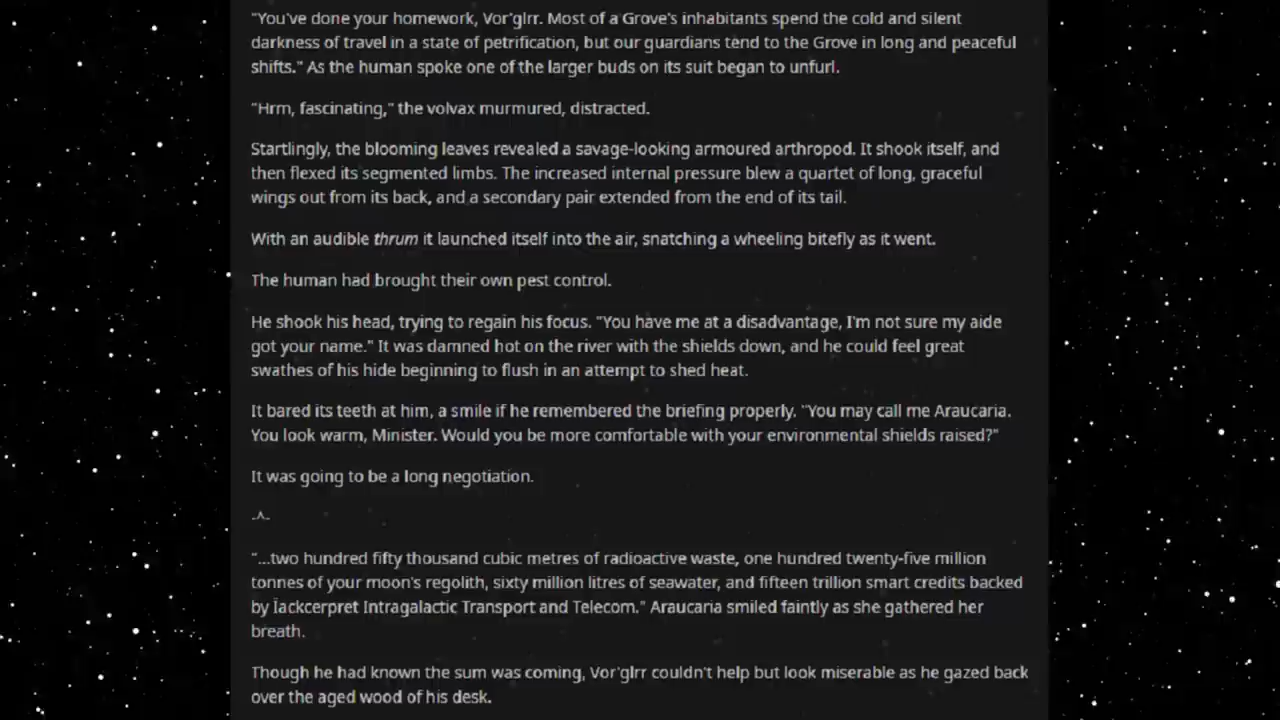 "You've done your homework, Vor'glrr. Most of a Grove's inhabitants spend the cold and silent
darkness of travel in a state of petrification, but our guardians tend to the Grove in long and peaceful
shifts." As the human spoke one of the larger buds on its suit began to unfurl.
"Hrm, fascinating," the volvax murmured, distracted.
Startlingly, the blooming leaves revealed a savage-looking armoured arthropod. It shook itself, and
then flexed its segmented limbs. The increased internal pressure blew a quartet of long, graceful
wings out from its back, and a secondary pair extended from the end of its tail.
With an audible thrum it launched itself into the air, snatching a wheeling bitefly as it went.
The human had brought their own pest control.
He shook his head, trying to regain his focus. "You have me at a disadvantage, I'm not sure my aide
got your name." It was damned hot on the river with the shields down, and he could feel great
swathes of his hide beginning to flush in an attempt to shed heat.
It bared its teeth at him, a smile if he remembered the briefing properly. "You may call me Araucaria.
You look warm, Minister. Would you be more comfortable with your environmental shields raised?"
It was going to be a long negotiation.
-^-
"...two hundred fifty thousand cubic metres of radioactive waste, one hundred twenty-five million
tonnes of your moon's regolith, sixty million litres of seawater, and fifteen trillion smart credits backed
by Iackcerpret Intragalactic Transport and Telecom." Araucaria smiled faintly as she gathered her
breath.
Though he had known the sum was coming, Vor'glrr couldn't help but look miserable as he gazed back
over the aged wood of his desk.